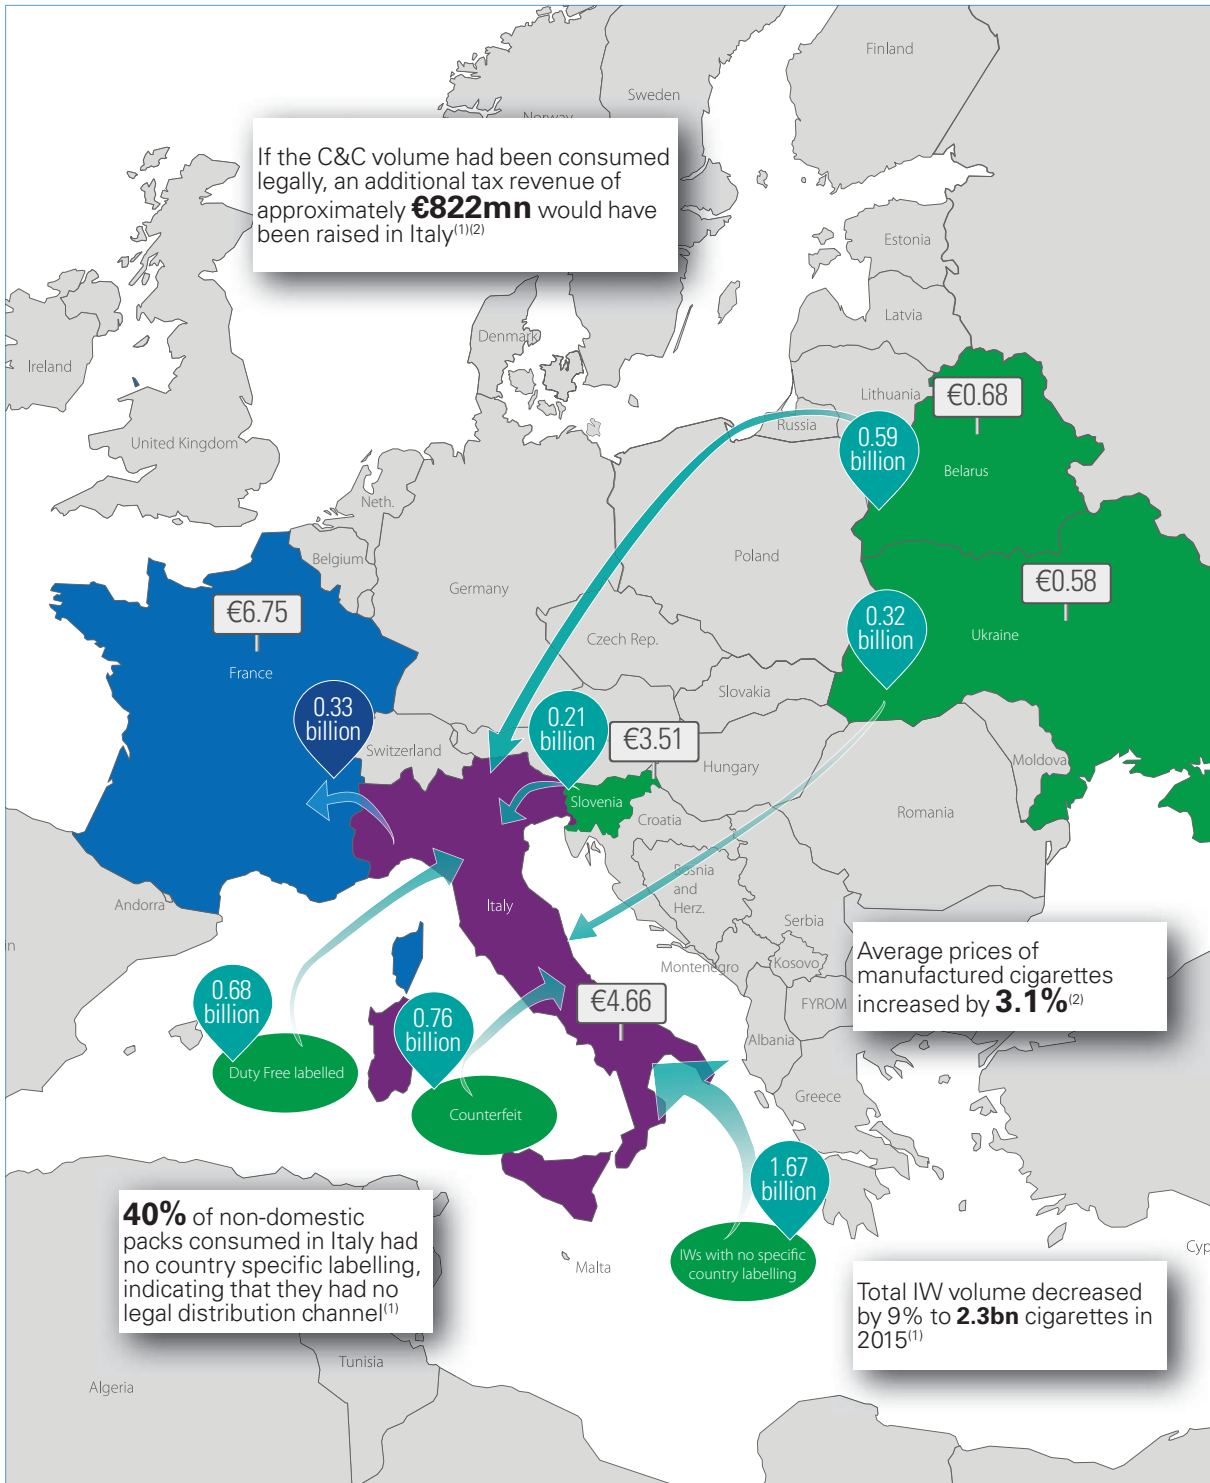 Finland
Sweden
Norway
If the C&C volume had been consumed
legally, an additional tax revenue of
approximately €822mn would have
been raised in Italy(1)(2)
Estonia
Latvia
Denmark
Ireland
Lithuania
€0.68
Russia
United Kingdom
0.59
billion
Belarus
Neth.
Belgium
Poland
Germany
€0.58
€6.75
0.32
billion
Ukraine
Czech Rep.
France
Slovakia
0.33
billion
0.21
billion
€3.51
Switzerland
Hungary
Moldova
Slovenia
Croatia
Romania
Bosnia
and
Herz.
Andorra
Italy
Serbia
in
Montenegro
Kosovo
Average prices of
manufactured cigarettes
increased by 3.1%(2)
0.68
billion
€4.66
FYROM
0.76
billion
Albania
Duty Free labelled
Greece
Counterfeit
1.67
billion
40% of non-domestic
packs consumed in Italy had
no country specific labelling,
indicating that they had no
legal distribution channel(1)
IWs with no specific
country labelling
Cyp
Malta
Total IW volume decreased
by 9% to 2.3bn cigarettes in
2015(1)
Tunisia
Algeria